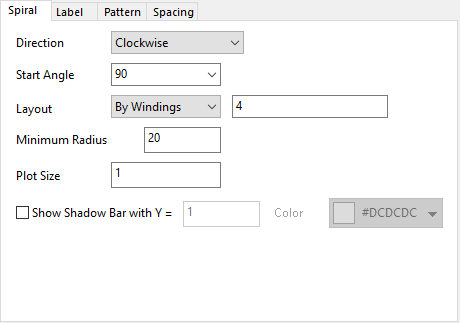 Spiral Label Pattern Spacing
Direction Clockwise
Start Angle 90
Layout By Windings 4
Minimum Radius 20
Plot Size 1
Show Shadow Bar with Y = 1 Color #DCDCDC